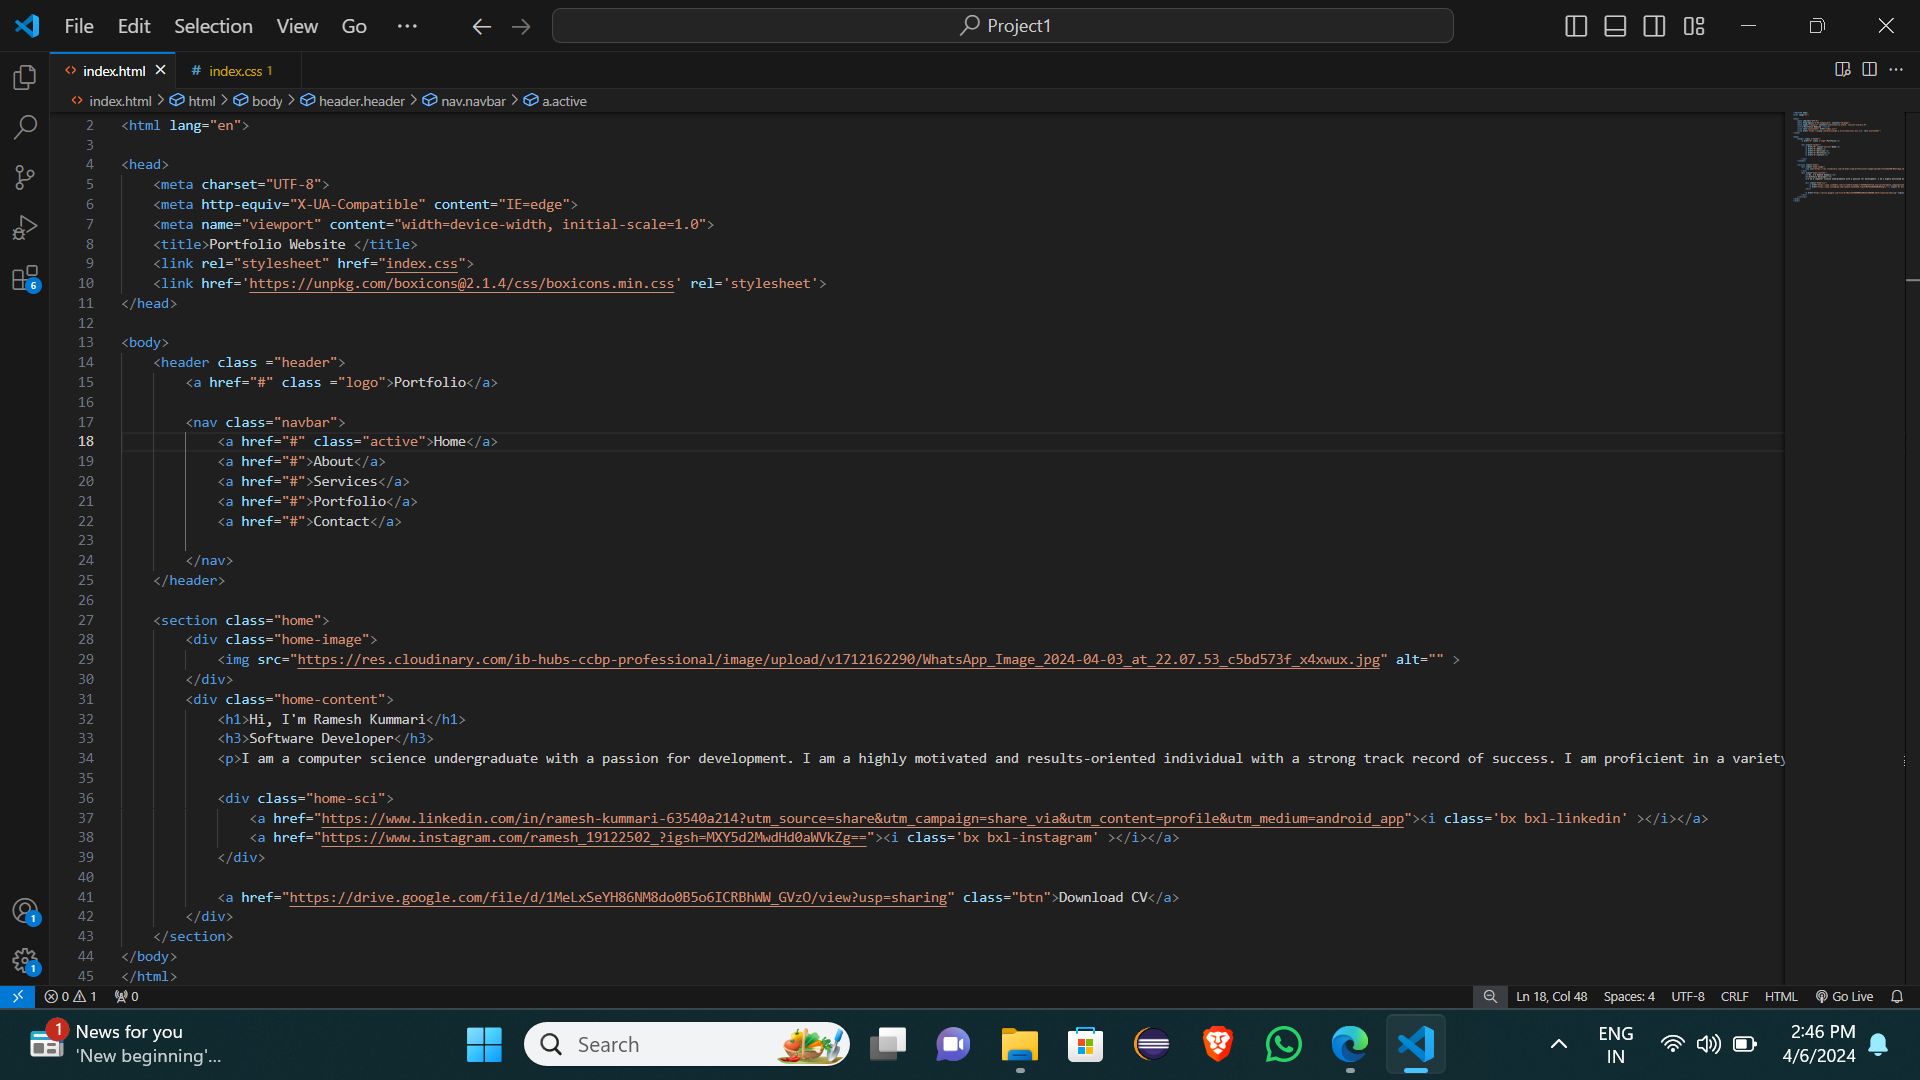 File Edit Selection View Go ··· Project1
index.html # index.css 1
index.html > html > body > header.header > nav.navbar > a.active
2 <html lang="en">
3
4 <head>
5 <meta charset="UTF-8">
6 <meta http-equiv="X-UA-Compatible" content="IE=edge">
7 <meta name="viewport" content="width=device-width, initial-scale=1.0">
8 <title>Portfolio Website </title>
9 <link rel="stylesheet" href="index.css">
10 <link href='https://unpkg.com/boxicons@2.1.4/css/boxicons.min.css' rel='stylesheet'>
11 </head>
12
13 <body>
14 <header class ="header">
15 <a href="#" class ="logo">Portfolio</a>
16
17 <nav class="navbar">
18 <a href="#" class="active">Home</a>
19 <a href="#">About</a>
20 <a href="#">Services</a>
21 <a href="#">Portfolio</a>
22 <a href="#">Contact</a>
23
24 </nav>
25 </header>
26
27 <section class="home">
28 <div class="home-image">
29 <img src="https://res.cloudinary.com/ib-hubs-ccbp-professional/image/upload/v1712162290/WhatsApp_Image_2024-04-03_at_22.07.53_c5bd573f_x4xwux.jpg" alt="" >
30 </div>
31 <div class="home-content">
32 <h1>Hi, I'm Ramesh Kummari</h1>
33 <h3>Software Developer</h3>
34 <p>I am a computer science undergraduate with a passion for development. I am a highly motivated and results-oriented individual with a strong track record of success. I am proficient in a variety
35
36 <div class="home-sci">
37 <a href="https://www.linkedin.com/in/ramesh-kummari-63540a214?utm_source=share&utm_campaign=share_via&utm_content=profile&utm_medium=android_app"><i class='bx bxl-linkedin' ></i></a>
38 <a href="https://www.instagram.com/ramesh_19122502_?igsh=MXY5d2MwdHd0aWVkZg=="><i class='bx bxl-instagram' ></i></a>
39 </div>
40
41 <a href="https://drive.google.com/file/d/1MeLxSeYH86NM8do0B5o6ICRBhWW_GVzO/view?usp=sharing" class="btn">Download CV</a>
42 </div>
43 </section>
44 </body>
45 </html>
6
1
1
0 1 0 Ln 18, Col 48 Spaces: 4 UTF-8 CRLF HTML Go Live
1 News for you
'New beginning'...
Search
ENG
IN
2:46 PM
4/6/2024